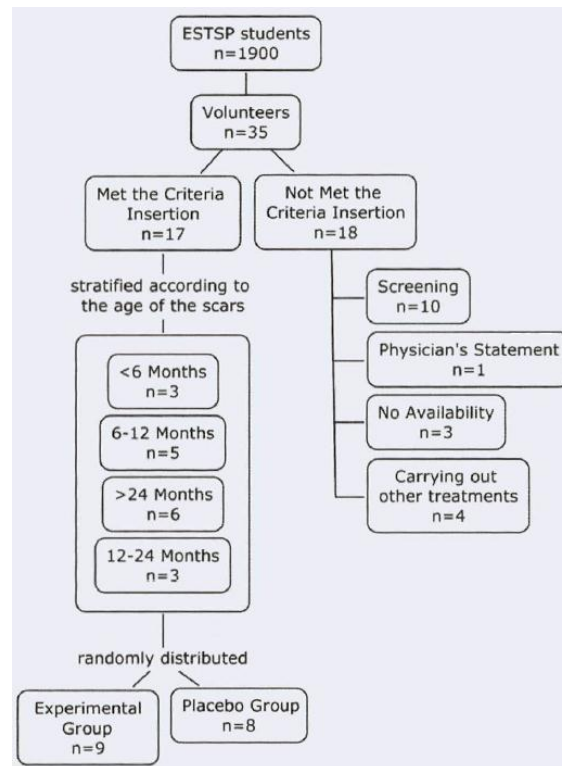 ESTSP students
n=1900
Volunteers
n=35
Met the Criteria
Insertion
n=17
Not Met the
Criteria Insertion
n=18
stratified according to
the age of the scars
<6 Months
n=3
6-12 Months
n=5
>24 Months
n=6
12-24 Months
n=3
Screening
n=10
Physician's Statement
n=1
No Availability
n=3
Carrying out
other treatments
n=4
randomly distributed
Experimental
Group
n=9
Placebo Group
n=8